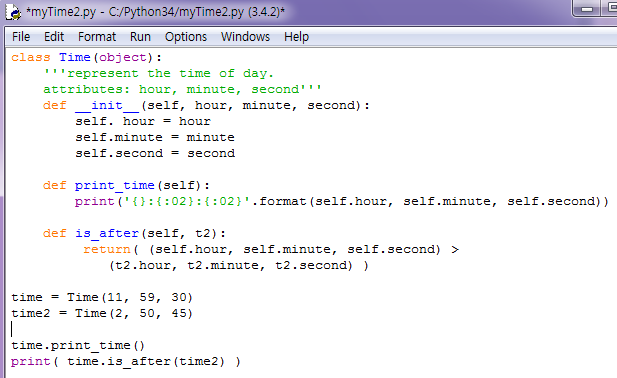 *myTime2.py - C:/Python34/myTime2.py (3.4.2)*
File Edit Format Run Options Windows Help
class Time(object):
    '''represent the time of day.
    attributes: hour, minute, second'''
    def __init__(self, hour, minute, second):
        self. hour = hour
        self.minute = minute
        self.second = second
    def print_time(self):
        print('{}:{:02}:{:02}'.format(self.hour, self.minute, self.second))
    def is_after(self, t2):
         return( (self.hour, self.minute, self.second) >
            (t2.hour, t2.minute, t2.second) )
time = Time(11, 59, 30)
time2 = Time(2, 50, 45)
time.print_time()
print( time.is_after(time2) )